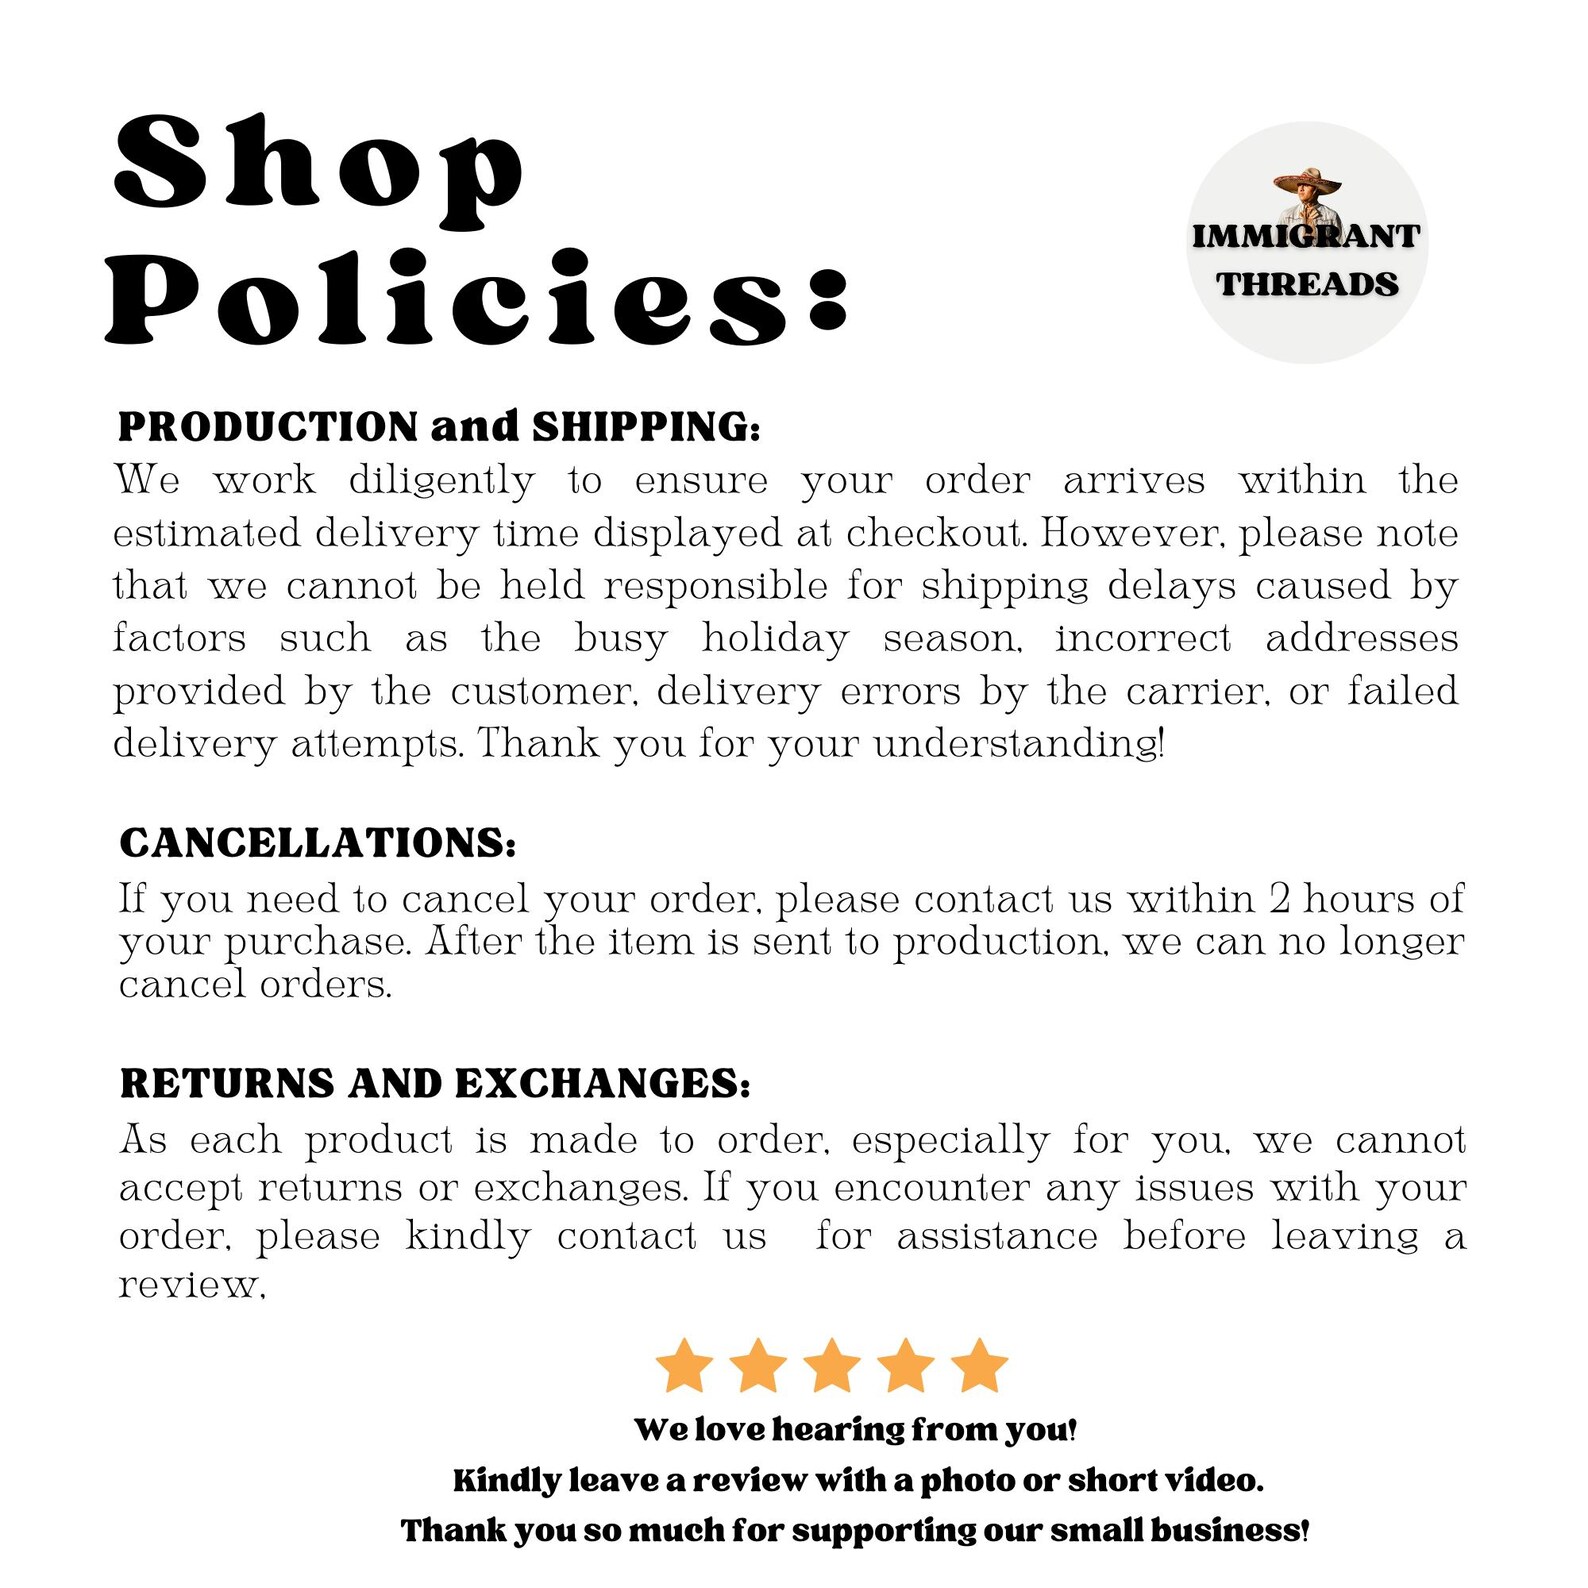 Shop
Policies:
IMMIGRANT
THREADS
PRODUCTION and SHIPPING:
We work diligently to ensure your order arrives within the
estimated delivery time displayed at checkout. However, please note
that we cannot be held responsible for shipping delays caused by
factors such as the busy holiday season, incorrect addresses
provided by the customer, delivery errors by the carrier, or failed
delivery attempts. Thank you for your understanding!
CANCELLATIONS:
If you need to cancel your order, please contact us within 2 hours of
your purchase. After the item is sent to production, we can no longer
cancel orders.
RETURNS AND EXCHANGES:
As each product is made to order, especially for you, we cannot
accept returns or exchanges. If you encounter any issues with your
order, please kindly contact us  for assistance before leaving a
review,
We love hearing from you!
Kindly leave a review with a photo or short video.
Thank you so much for supporting our small business!